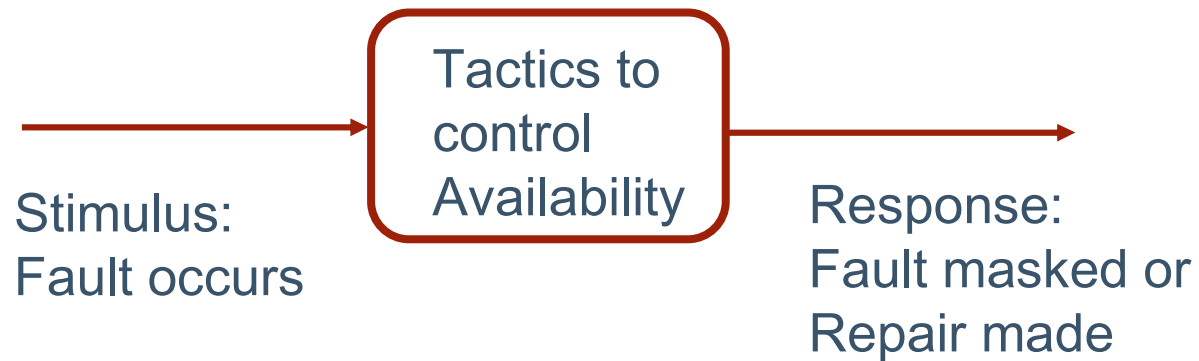 Tactics to
control
Availability
Stimulus:
Fault occurs
Response:
Fault masked or
Repair made